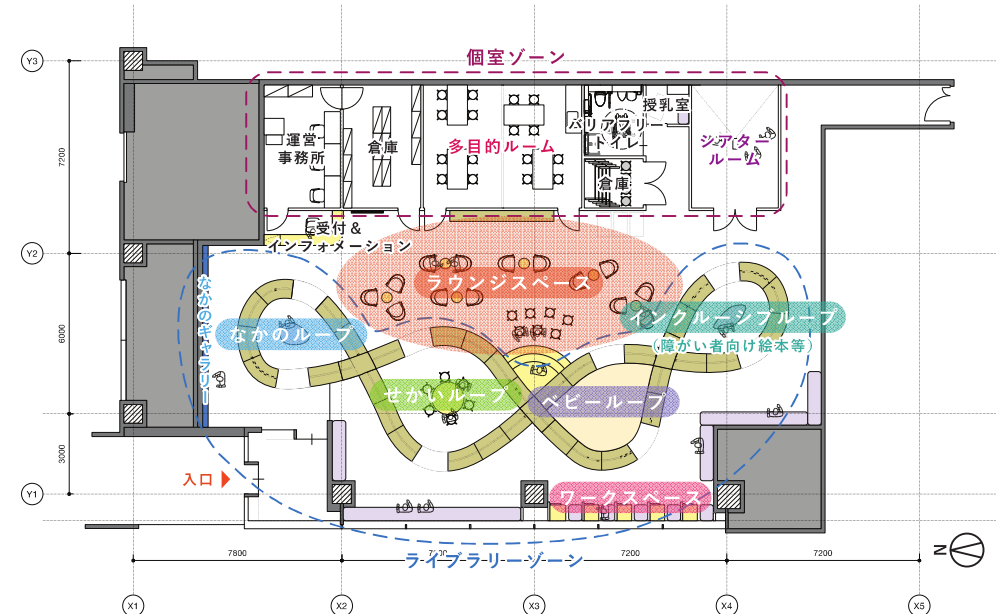 個室ゾーン
Y3
授乳室
バリアフリー
トイレ
運営
事務所
倉庫
多目的ルーム
シアター
ルーム
7200
倉庫
受付&
インフォメーション
Y2
なかのギャラリー
ラウンジスペース
なかのループ
インクルーシブループ
(障がい者向け絵本等)
6000
せかいループ
ベビーループ
3000
入口
Y1
ワークスペース
7800
7200
7200
ライブラリーゾーン
N
X1
X2
X3
X4
X5